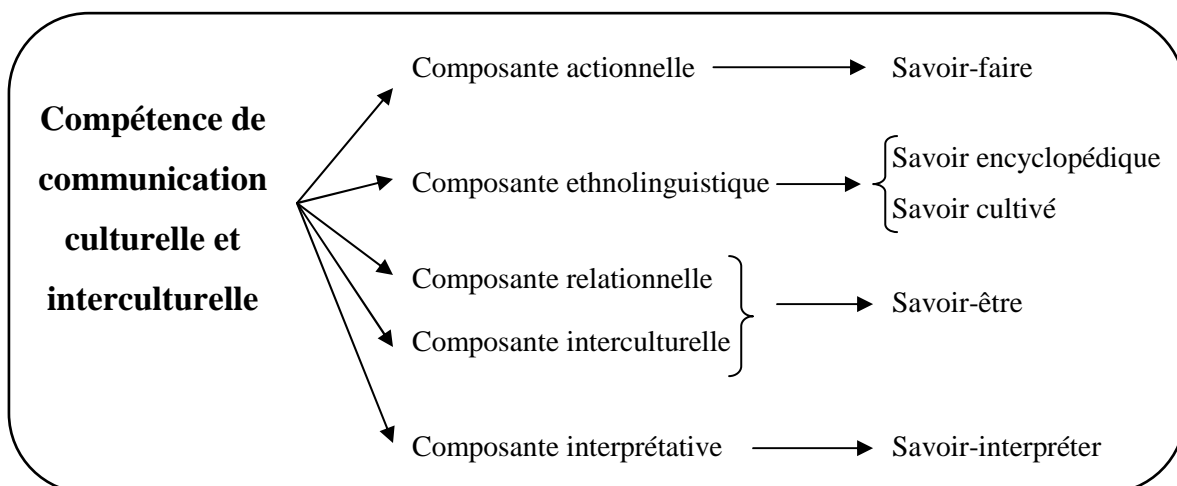 Compétence de
communication
culturelle et
interculturelle
Composante actionnelle
Savoir-faire
Composante ethnolinguistique
Savoir encyclopédique
Savoir cultivé
Composante relationnelle
Composante interculturelle
Savoir-être
Composante interprétative
Savoir-interpréter